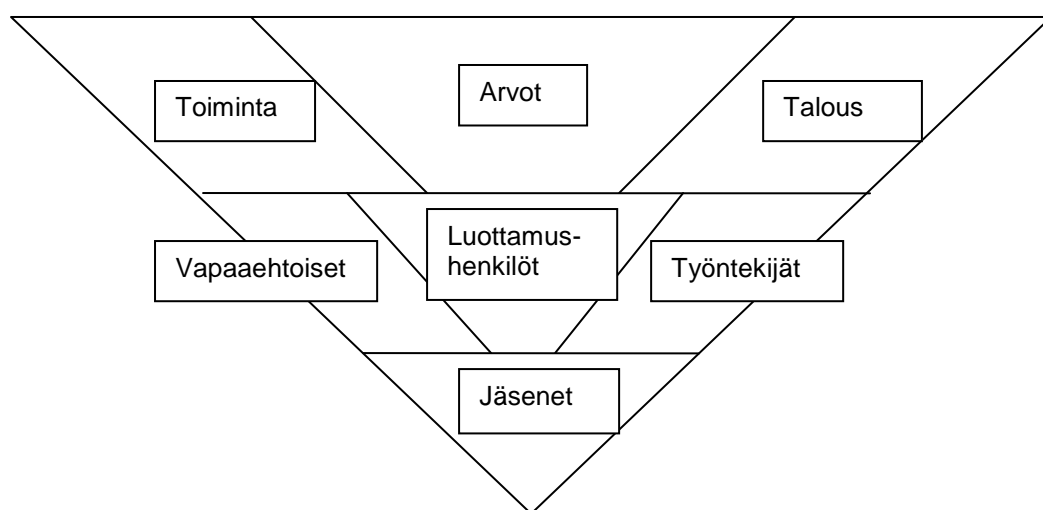 Toiminta
Arvot
Talous
Vapaaehtoiset
Luottamus-
henkilöt
Työntekijät
Jäsenet